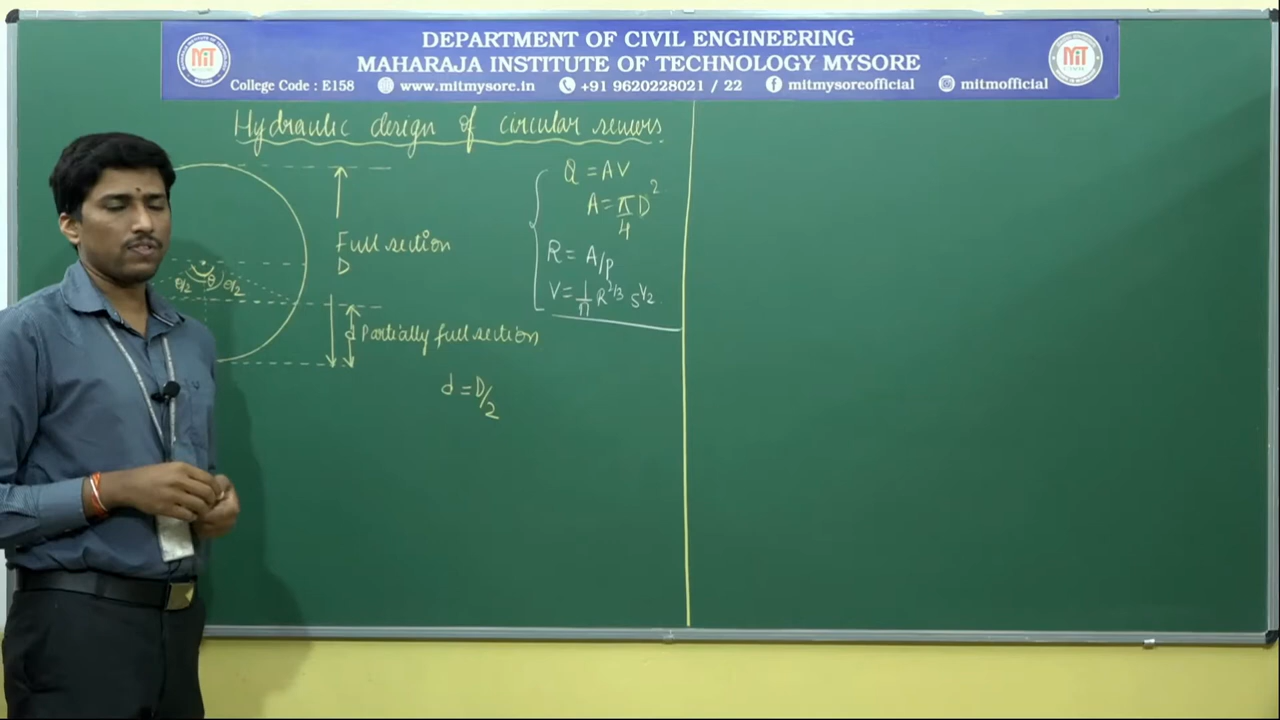 DEPARTMENT OF CIVIL ENGINEERING
MAHARAJA INSTITUTE OF TECHNOLOGY MYSORE
College Code : E158 www.mitmysore.in +91 9620228021 / 22 mitmysoreofficial mitmofficial
MIT
MIT
Hydraulic design of circular sewers
Q = AV
A = π/4 D²
R = A/P
V = 1/n R^2/3 S^1/2
Full section
D
θ/2 θ θ/2
d Partially full section
d = D/2